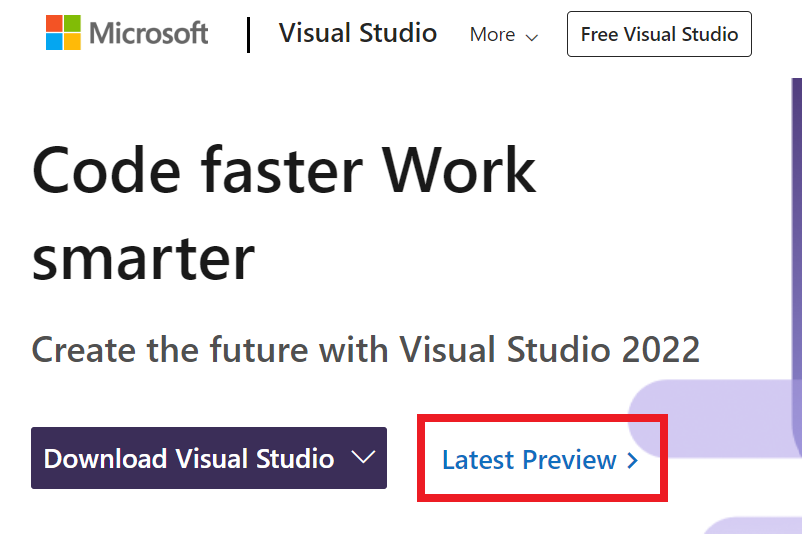 Microsoft | Visual Studio More Free Visual Studio
Code faster Work
smarter
Create the future with Visual Studio 2022
Download Visual Studio Latest Preview